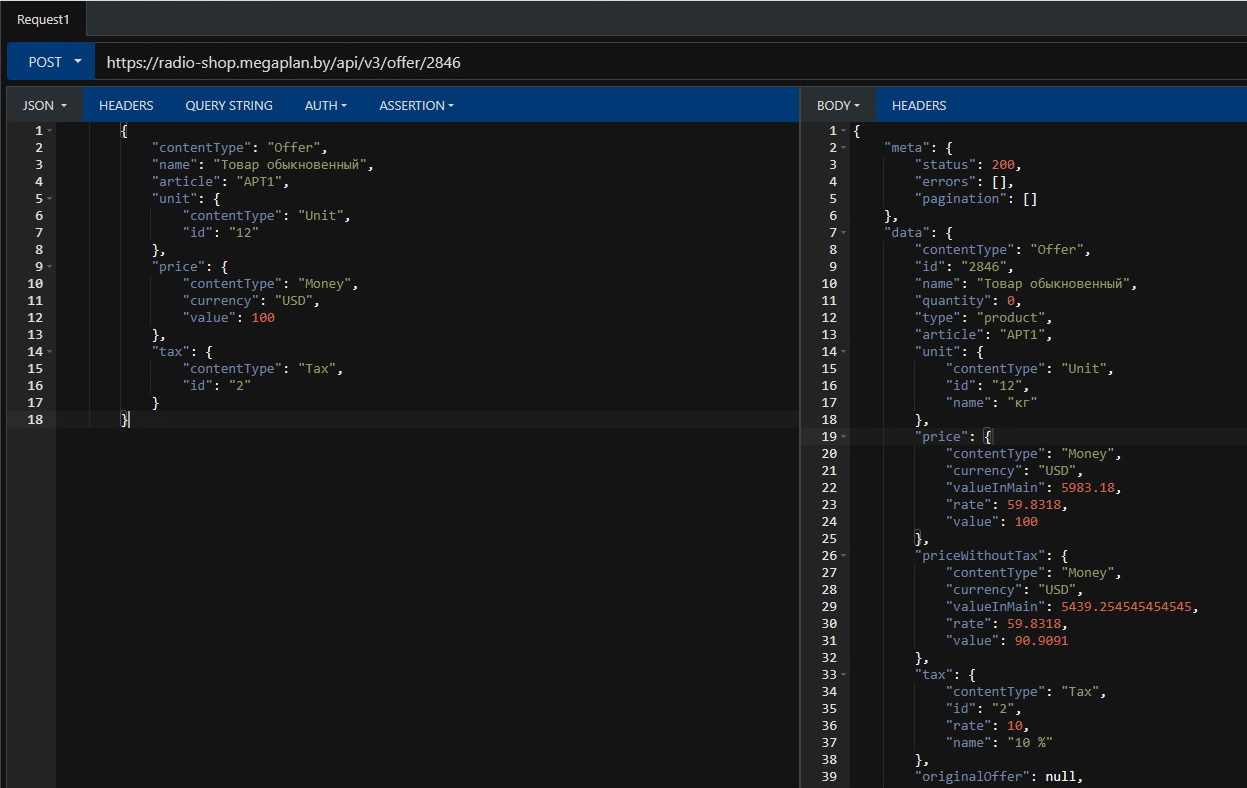 Request1
POST
https://radio-shop.megaplan.by/api/v3/offer/2846
JSON HEADERS QUERY STRING AUTH ASSERTION
1 {
2 "contentType": "Offer",
3 "name": "Товар обыкновенный",
4 "article": "АРТ1",
5 "unit": {
6 "contentType": "Unit",
7 "id": "12"
8 },
9 "price": {
10 "contentType": "Money",
11 "currency": "USD",
12 "value": 100
13 },
14 "tax": {
15 "contentType": "Tax",
16 "id": "2"
17 }
18 }
BODY HEADERS
1 {
2 "meta": {
3 "status": 200,
4 "errors": [],
5 "pagination": []
6 },
7 "data": {
8 "contentType": "Offer",
9 "id": "2846",
10 "name": "Товар обыкновенный",
11 "quantity": 0,
12 "type": "product",
13 "article": "АРТ1",
14 "unit": {
15 "contentType": "Unit",
16 "id": "12",
17 "name": "кг"
18 },
19 "price": {
20 "contentType": "Money",
21 "currency": "USD",
22 "valueInMain": 5983.18,
23 "rate": 59.8318,
24 "value": 100
25 },
26 "priceWithoutTax": {
27 "contentType": "Money",
28 "currency": "USD",
29 "valueInMain": 5439.254545454545,
30 "rate": 59.8318,
31 "value": 90.9091
32 },
33 "tax": {
34 "contentType": "Tax",
35 "id": "2",
36 "rate": 10,
37 "name": "10 %"
38 },
39 "originalOffer": null,